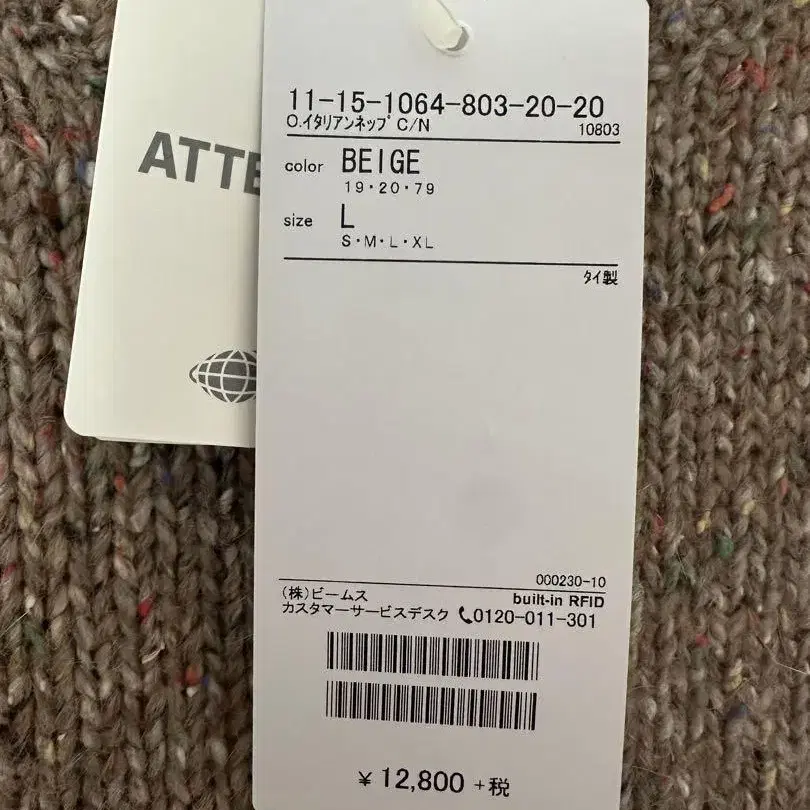 ATTE
11-15-1064-803-20-20
O.イタリアンネップ C/N
10803
color BEIGE
19・20・79
size L
S・M・L・XL
タイ製
000230-10
(株)ビームス
built-in RFID
カスタマーサービスデスク 0120-011-301
¥ 12,800 +税